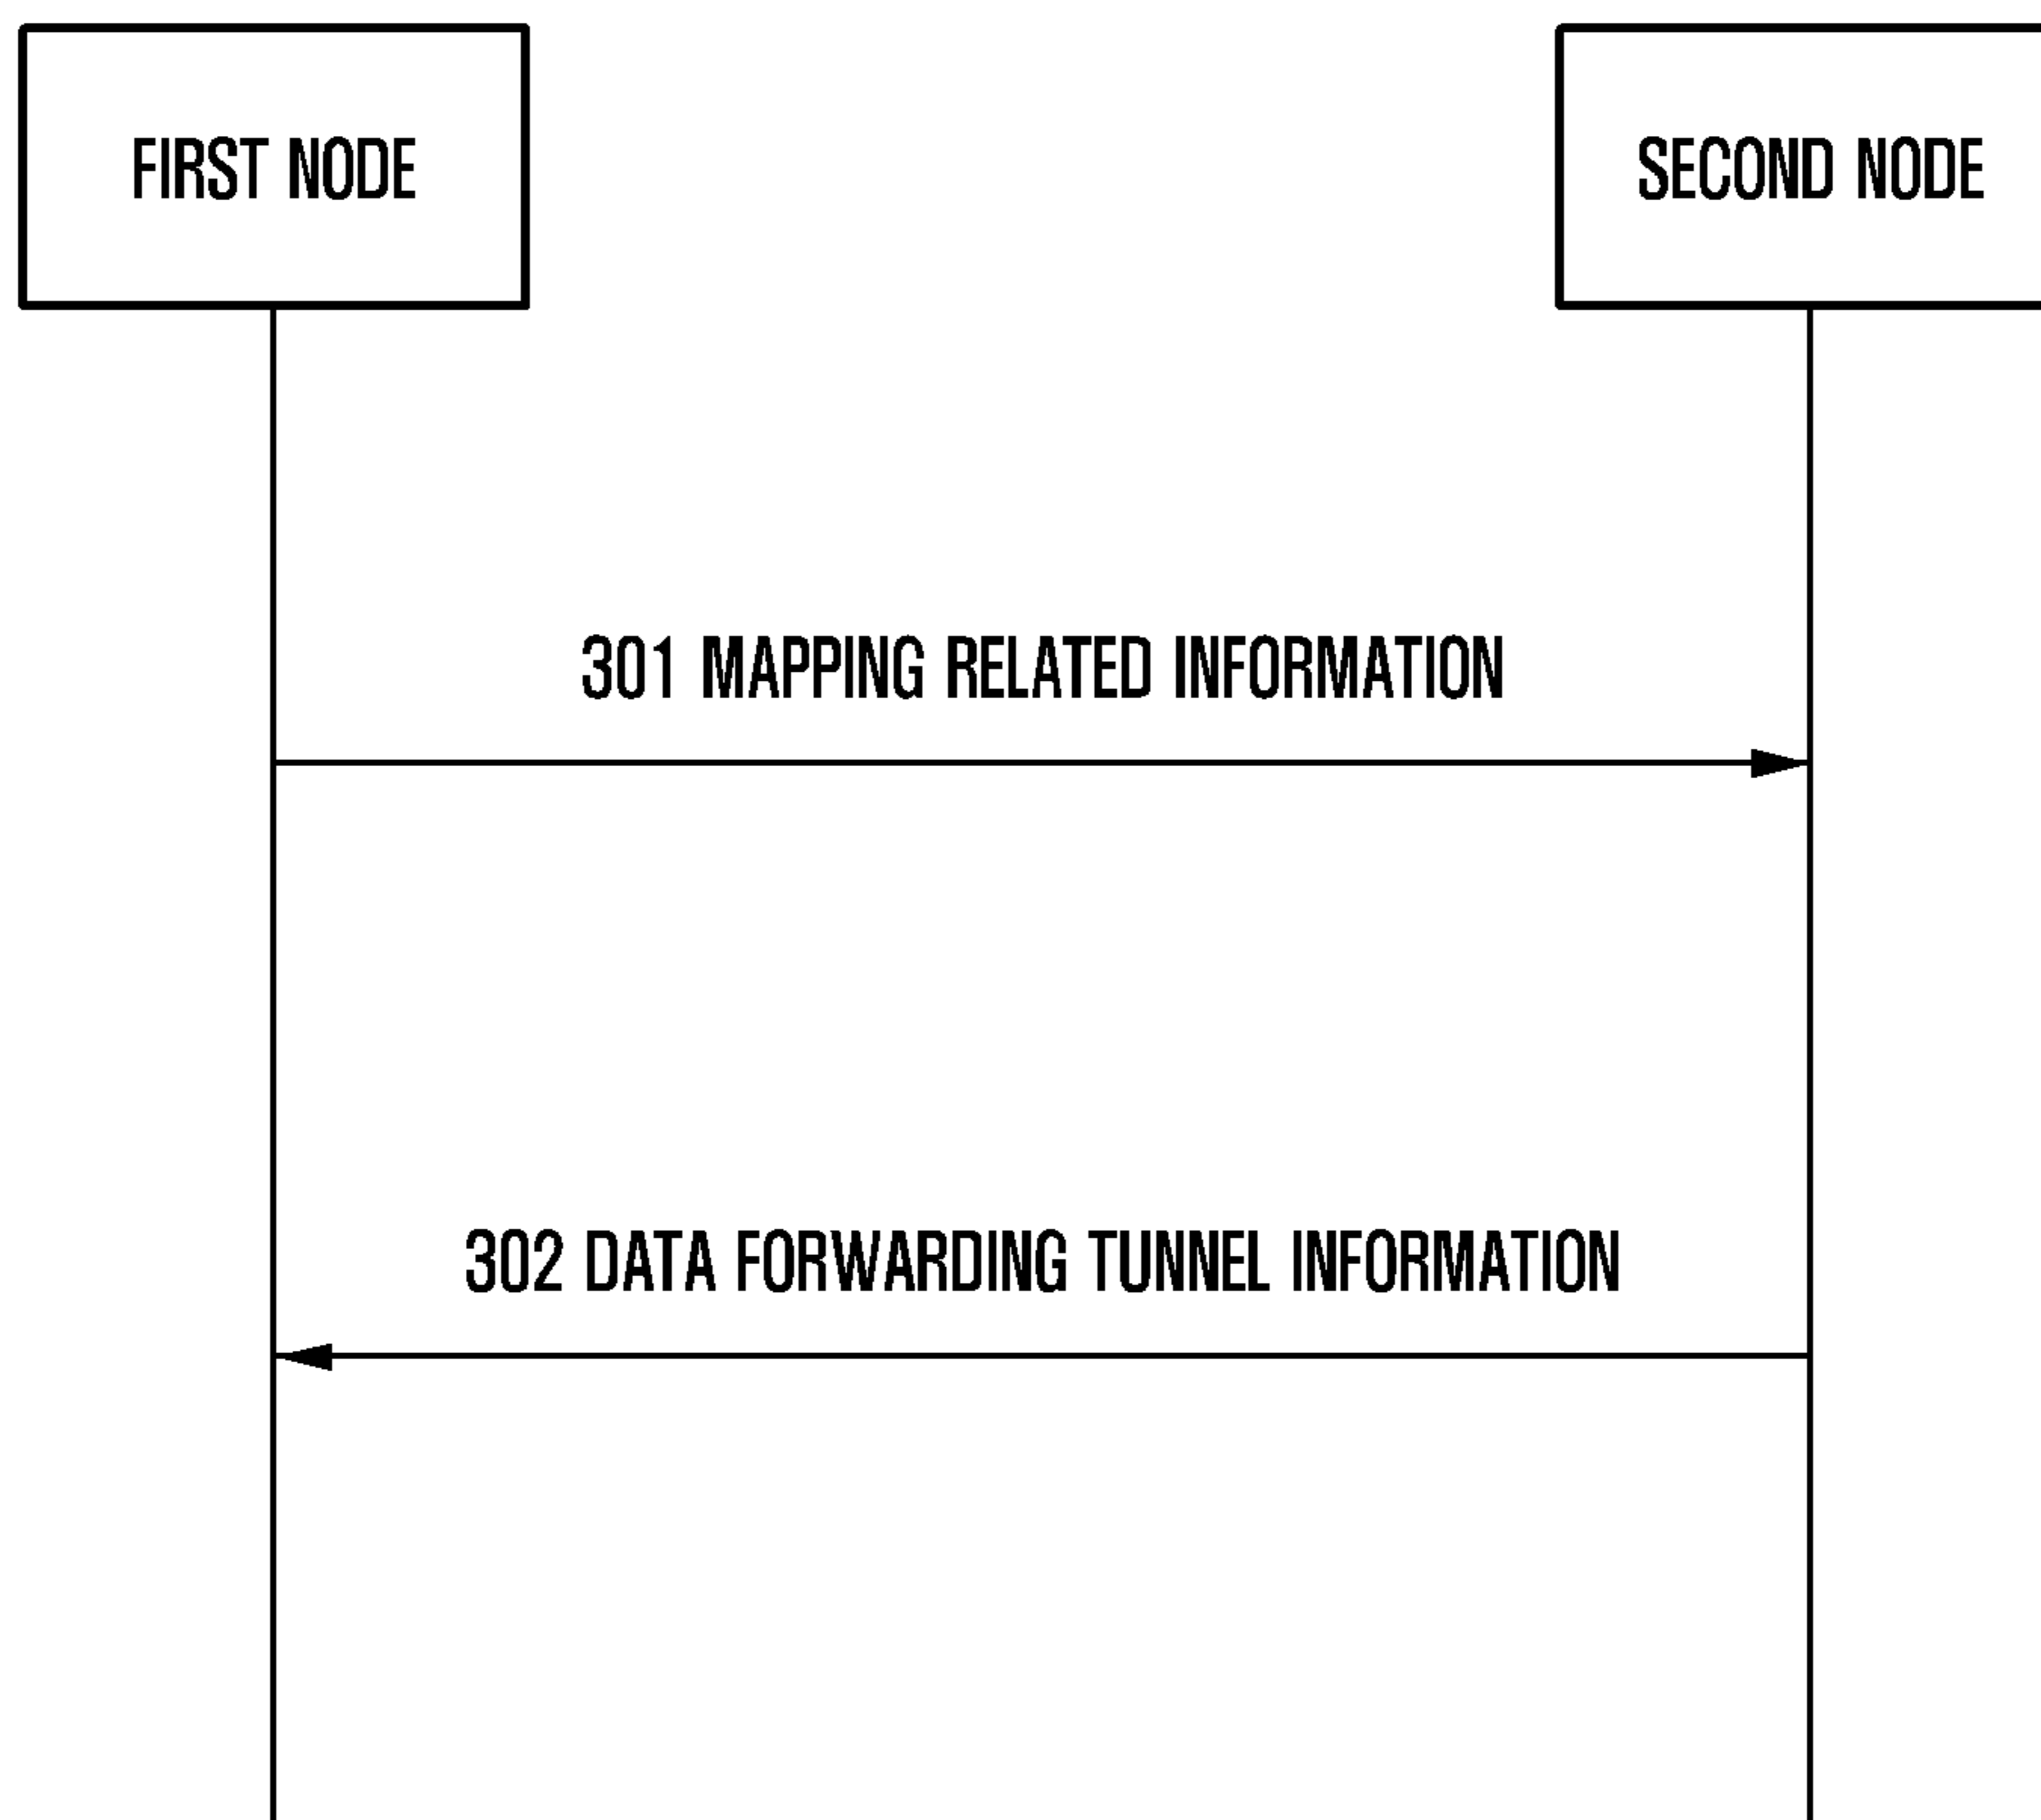 FIRST NODE
SECOND NODE
301 MAPPING RELATED INFORMATION
302 DATA FORWARDING TUNNEL INFORMATION